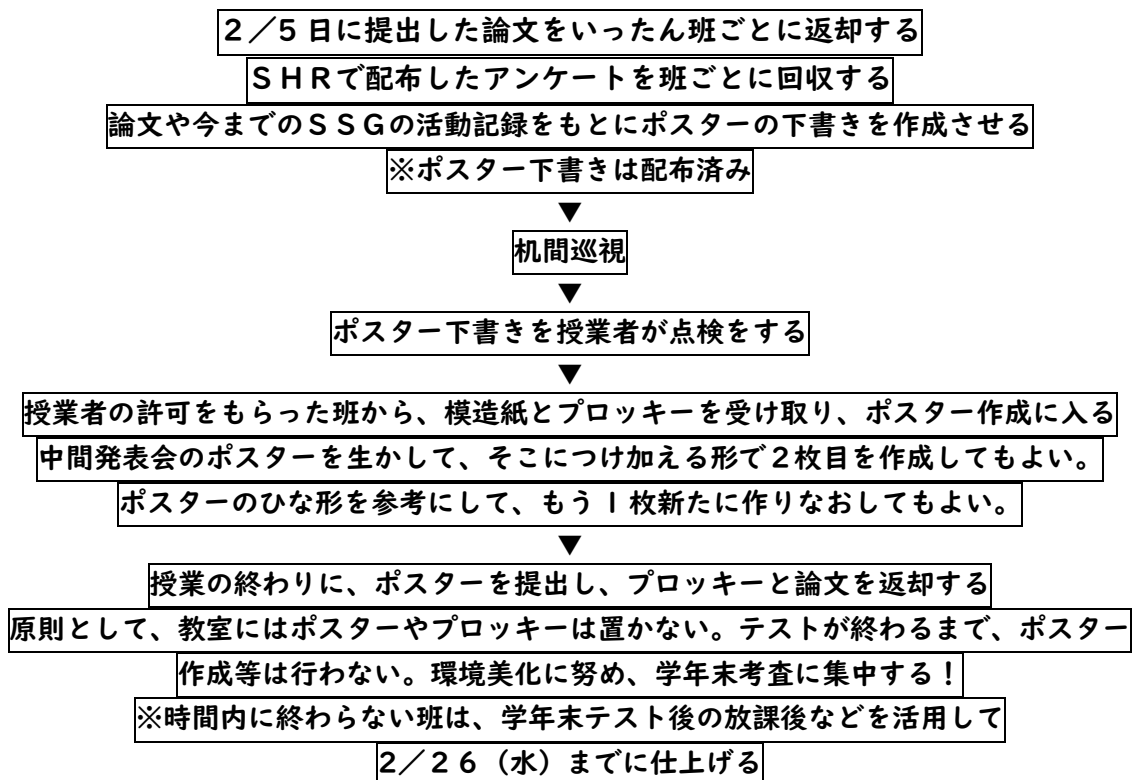 ２／５日に提出した論文をいったん班ごとに返却する
ＳＨＲで配布したアンケートを班ごとに回収する
論文や今までのＳＳＧの活動記録をもとにポスターの下書きを作成させる
※ポスター下書きは配布済み
▼
机間巡視
▼
ポスター下書きを授業者が点検をする
▼
授業者の許可をもらった班から、模造紙とプロッキーを受け取り、ポスター作成に入る
中間発表会のポスターを生かして、そこにつけ加える形で２枚目を作成してもよい。
ポスターのひな形を参考にして、もう１枚新たに作りなおしてもよい。
▼
授業の終わりに、ポスターを提出し、プロッキーと論文を返却する
原則として、教室にはポスターやプロッキーは置かない。テストが終わるまで、ポスター
作成等は行わない。環境美化に努め、学年末考査に集中する！
※時間内に終わらない班は、学年末テスト後の放課後などを活用して
２／２６（水）までに仕上げる